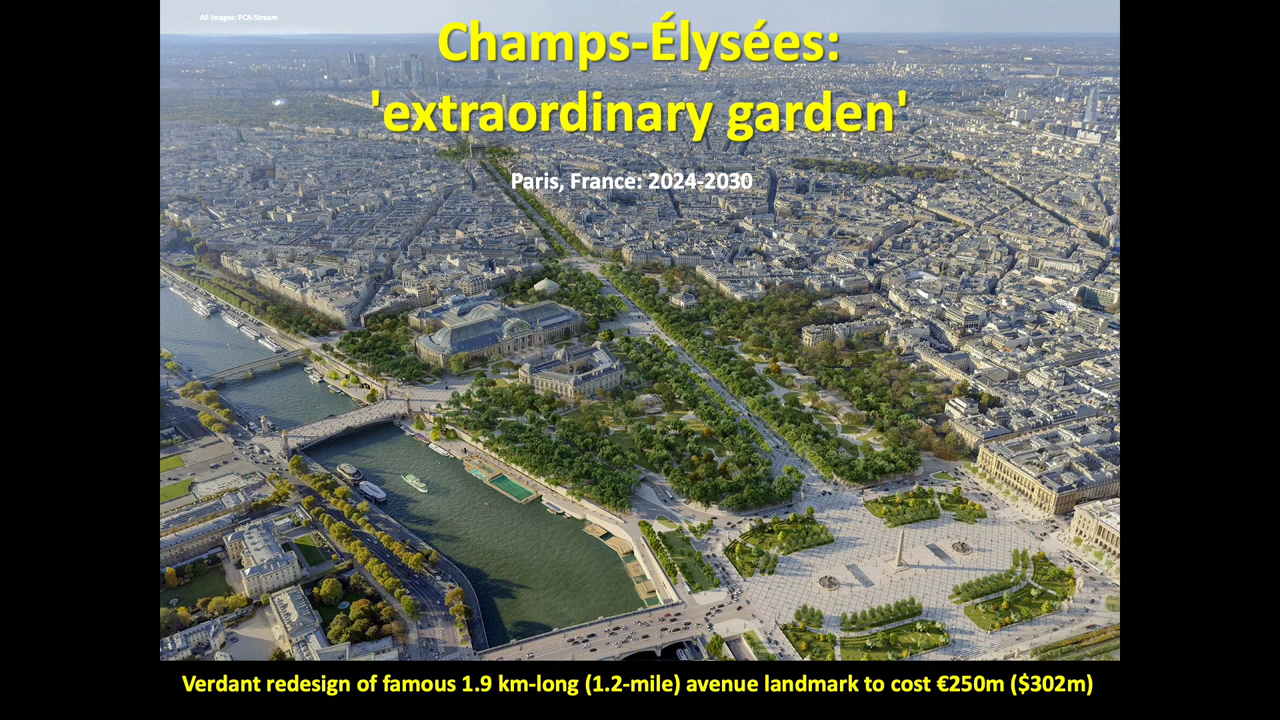 All images: PCA-Stream
Champs-Élysées:
'extraordinary garden'
Paris, France: 2024-2030
Verdant redesign of famous 1.9 km-long (1.2-mile) avenue landmark to cost €250m ($302m)